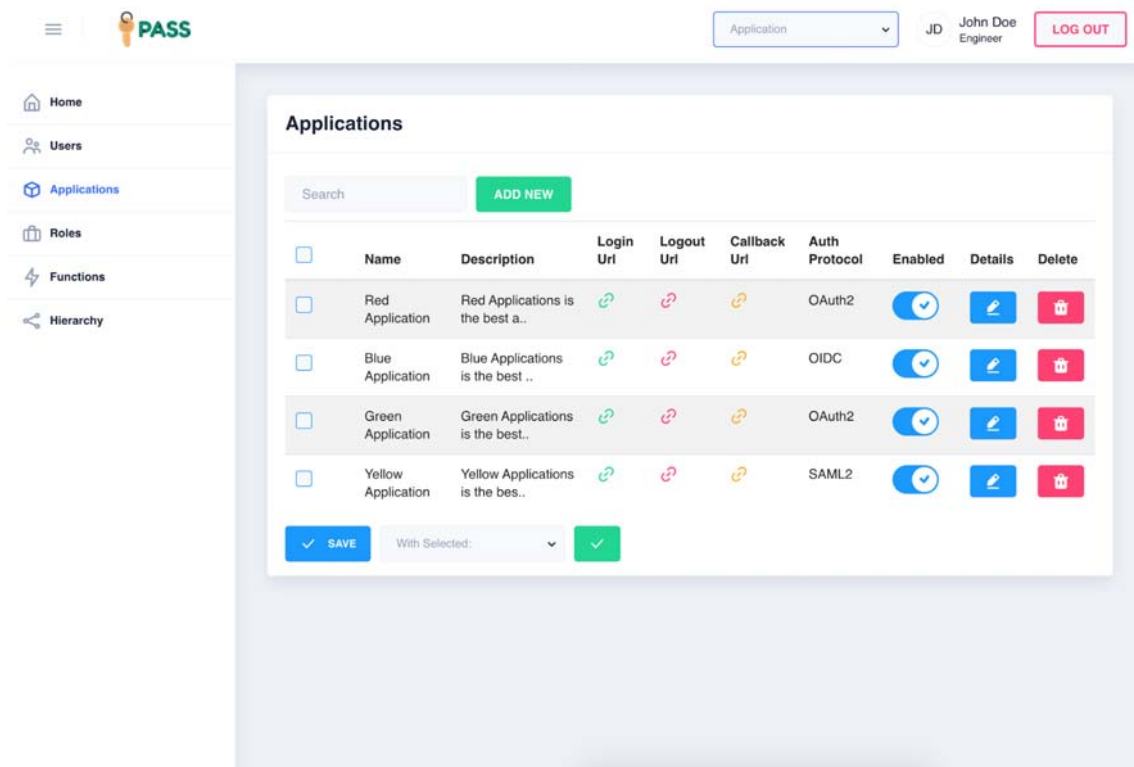 PASS
Application
JD
John Doe
Engineer
LOG OUT
Home
Users
Applications
Roles
Functions
Hierarchy
Applications
Search
ADD NEW
Name
Description
Login
Url
Logout
Url
Callback
Url
Auth
Protocol
Enabled
Details
Delete
Red
Application
Red Applications is
the best a..
OAuth2
Blue
Application
Blue Applications
is the best ..
OIDC
Green
Application
Green Applications
is the best..
OAuth2
Yellow
Application
Yellow Applications
is the bes..
SAML2
SAVE
With Selected: